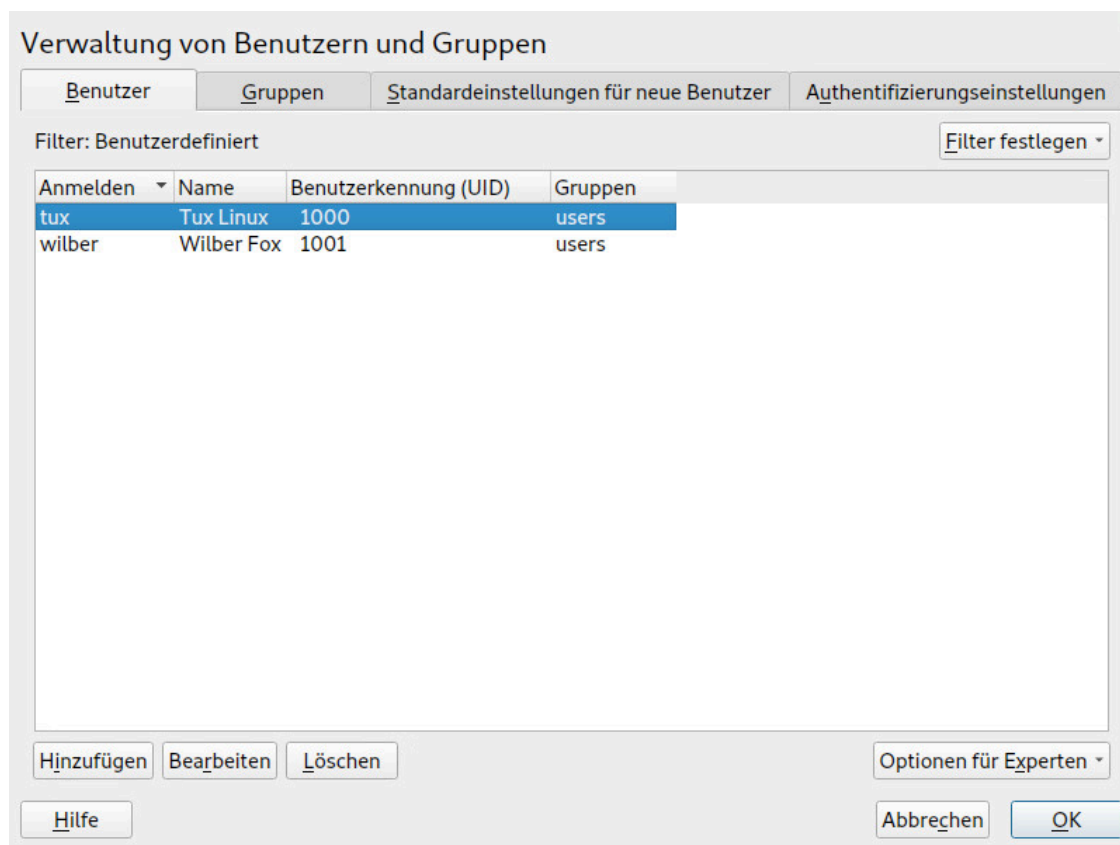 Verwaltung von Benutzern und Gruppen
Benutzer Gruppen Standardeinstellungen für neue Benutzer Authentifizierungseinstellungen
Filter: Benutzerdefiniert Filter festlegen
Anmelden Name Benutzerkennung (UID) Gruppen
tux Tux Linux 1000 users
wilber Wilber Fox 1001 users
Hinzufügen Bearbeiten Löschen Optionen für Experten
Hilfe Abbrechen OK